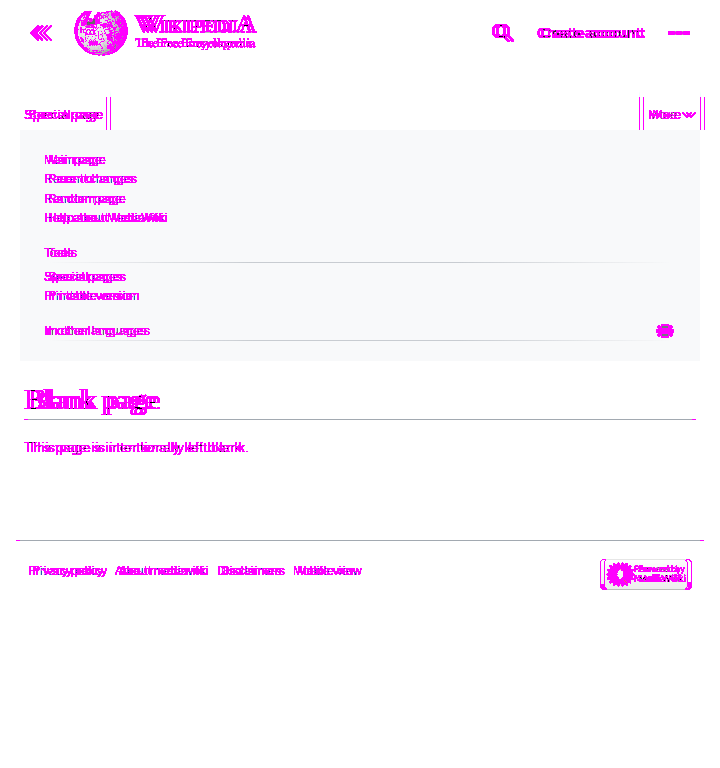 WIKIPEDIA
The Free Encyclopedia
Create account
Special page
More
Main page
Recent changes
Random page
Help about MediaWiki
Tools
Special pages
Printable version
In other languages
Blank page
This page is intentionally left blank.
Privacy policy About mediawiki Disclaimers Mobile view
Powered by
MediaWiki